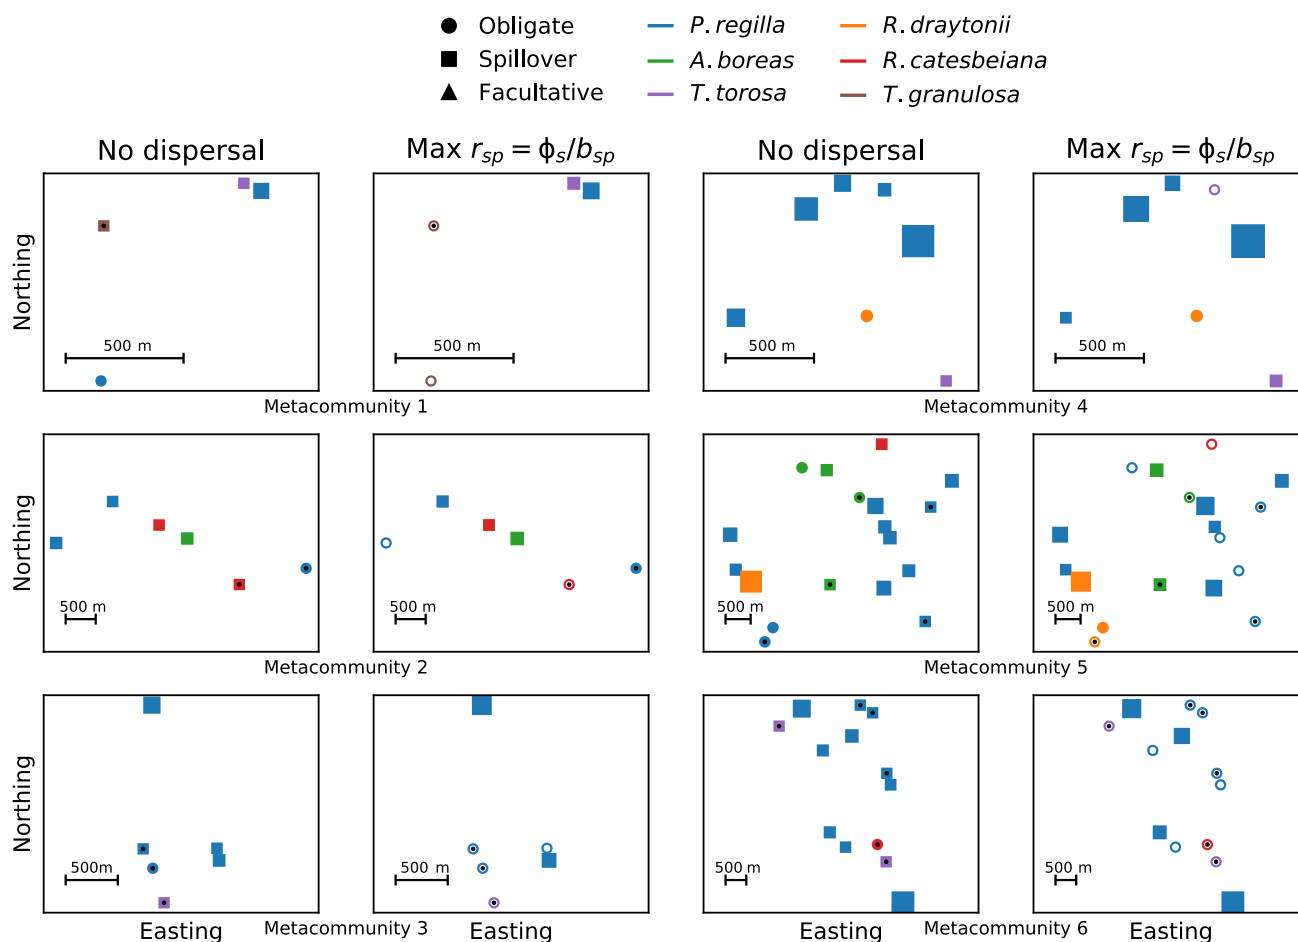 Obligate
Spillover
Facultative
P. regilla
A. boreas
T. torosa
R. draytonii
R. catesbeiana
T. granulosa
No dispersal
Max r_sp = ϕ_s/b_sp
No dispersal
Max r_sp = ϕ_s/b_sp
Northing
500 m
500 m
500 m
500 m
Metacommunity 1
Metacommunity 4
Northing
500 m
500 m
500 m
500 m
Metacommunity 2
Metacommunity 5
Northing
500m
500 m
500 m
500 m
Metacommunity 3
Metacommunity 6
Easting
Easting
Easting
Easting